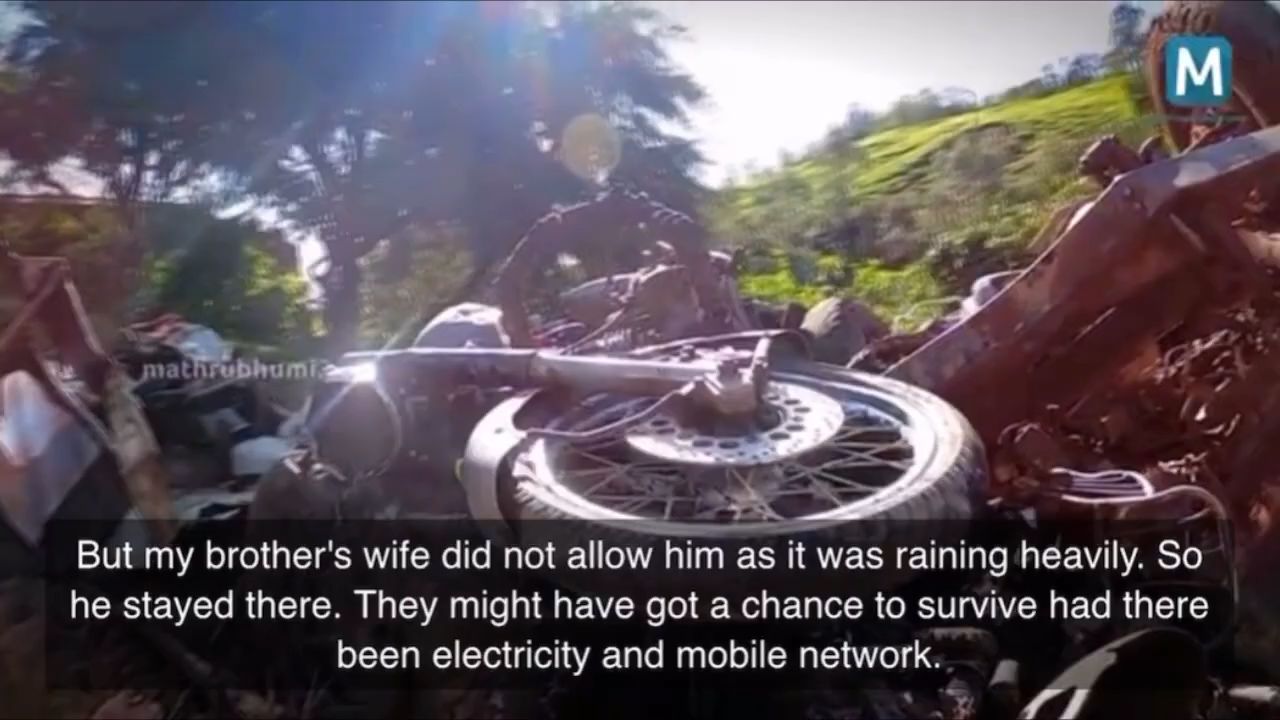 M
mathrubhumi.
But my brother's wife did not allow him as it was raining heavily. So
he stayed there. They might have got a chance to survive had there
been electricity and mobile network.